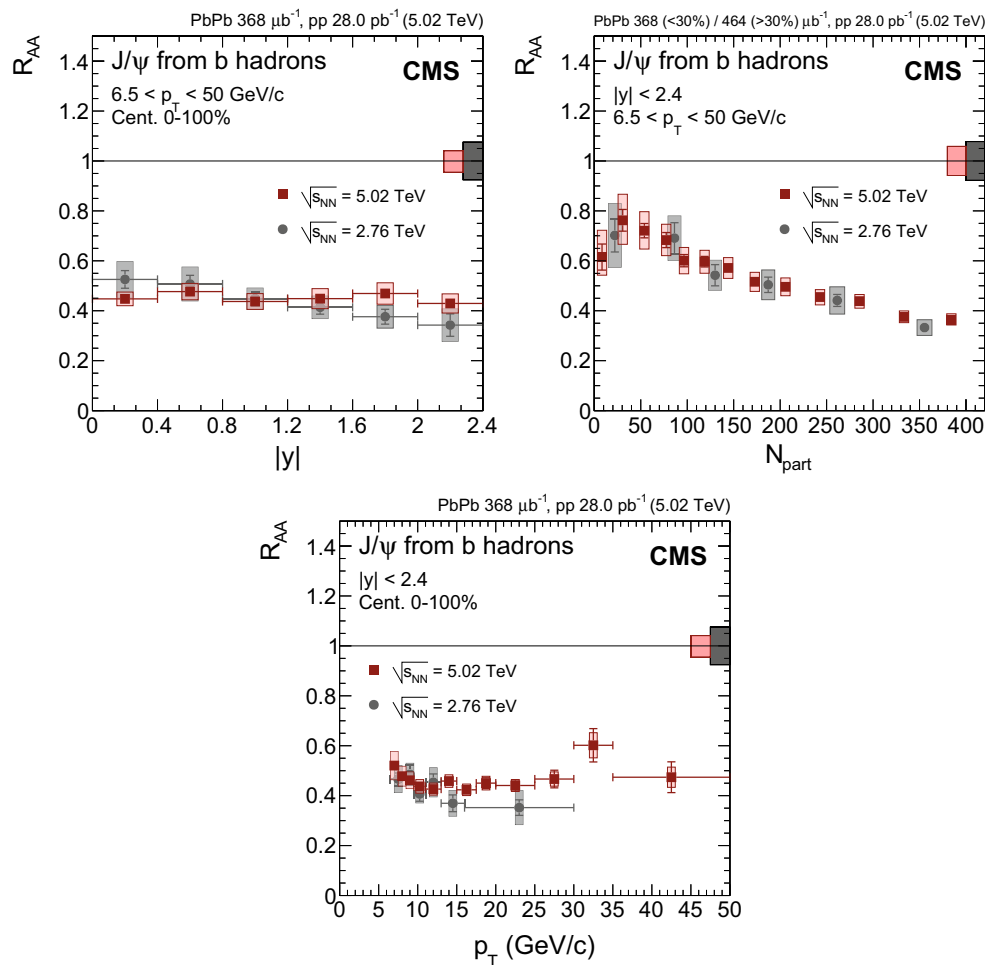 PbPb 368 μb⁻¹, pp 28.0 pb⁻¹ (5.02 TeV)
R_AA
J/ψ from b hadrons
CMS
6.5 < p_T < 50 GeV/c
Cent. 0-100%
√s_NN = 5.02 TeV
√s_NN = 2.76 TeV
1.4
1.2
1
0.8
0.6
0.4
0.2
0
0 0.4 0.8 1.2 1.6 2 2.4
|y|
PbPb 368 (<30%) / 464 (>30%) μb⁻¹, pp 28.0 pb⁻¹ (5.02 TeV)
R_AA
J/ψ from b hadrons
CMS
|y| < 2.4
6.5 < p_T < 50 GeV/c
√s_NN = 5.02 TeV
√s_NN = 2.76 TeV
1.4
1.2
1
0.8
0.6
0.4
0.2
0
0 50 100 150 200 250 300 350 400
N_part
PbPb 368 μb⁻¹, pp 28.0 pb⁻¹ (5.02 TeV)
R_AA
J/ψ from b hadrons
CMS
|y| < 2.4
Cent. 0-100%
√s_NN = 5.02 TeV
√s_NN = 2.76 TeV
1.4
1.2
1
0.8
0.6
0.4
0.2
0
0 5 10 15 20 25 30 35 40 45 50
p_T (GeV/c)